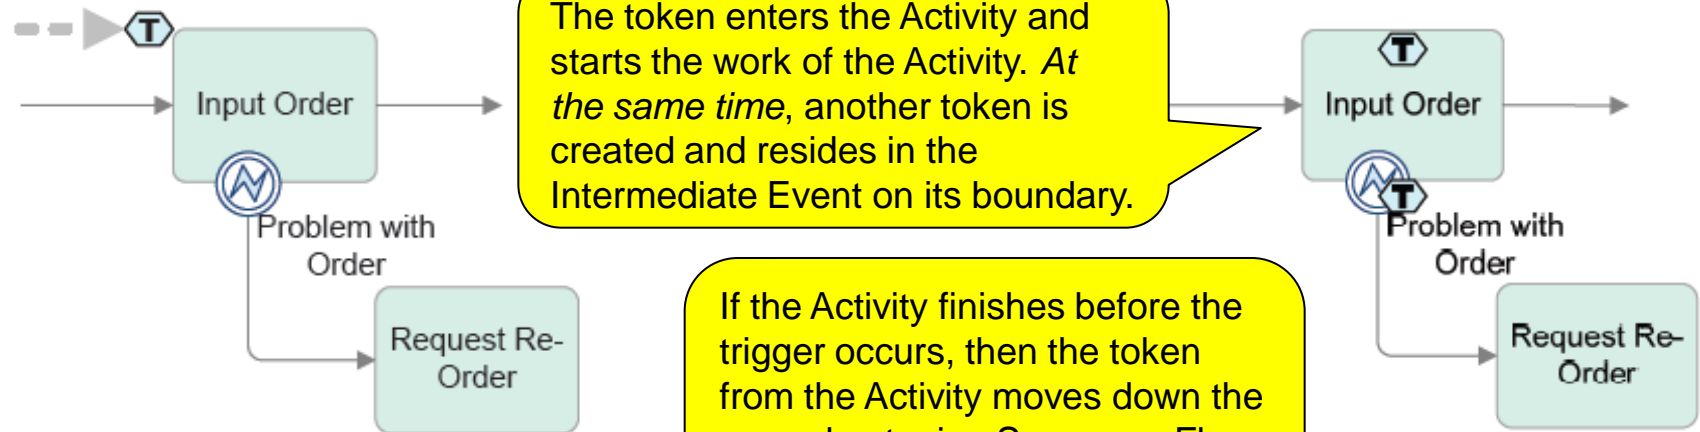 T
Input Order
Problem with
Order
Request Re-
Order
The token enters the Activity and
starts the work of the Activity. At
the same time, another token is
created and resides in the
Intermediate Event on its boundary.
If the Activity finishes before the
trigger occurs, then the token
from the Activity moves down the
T
Input Order
T
Problem with
Order
Request Re-
Order